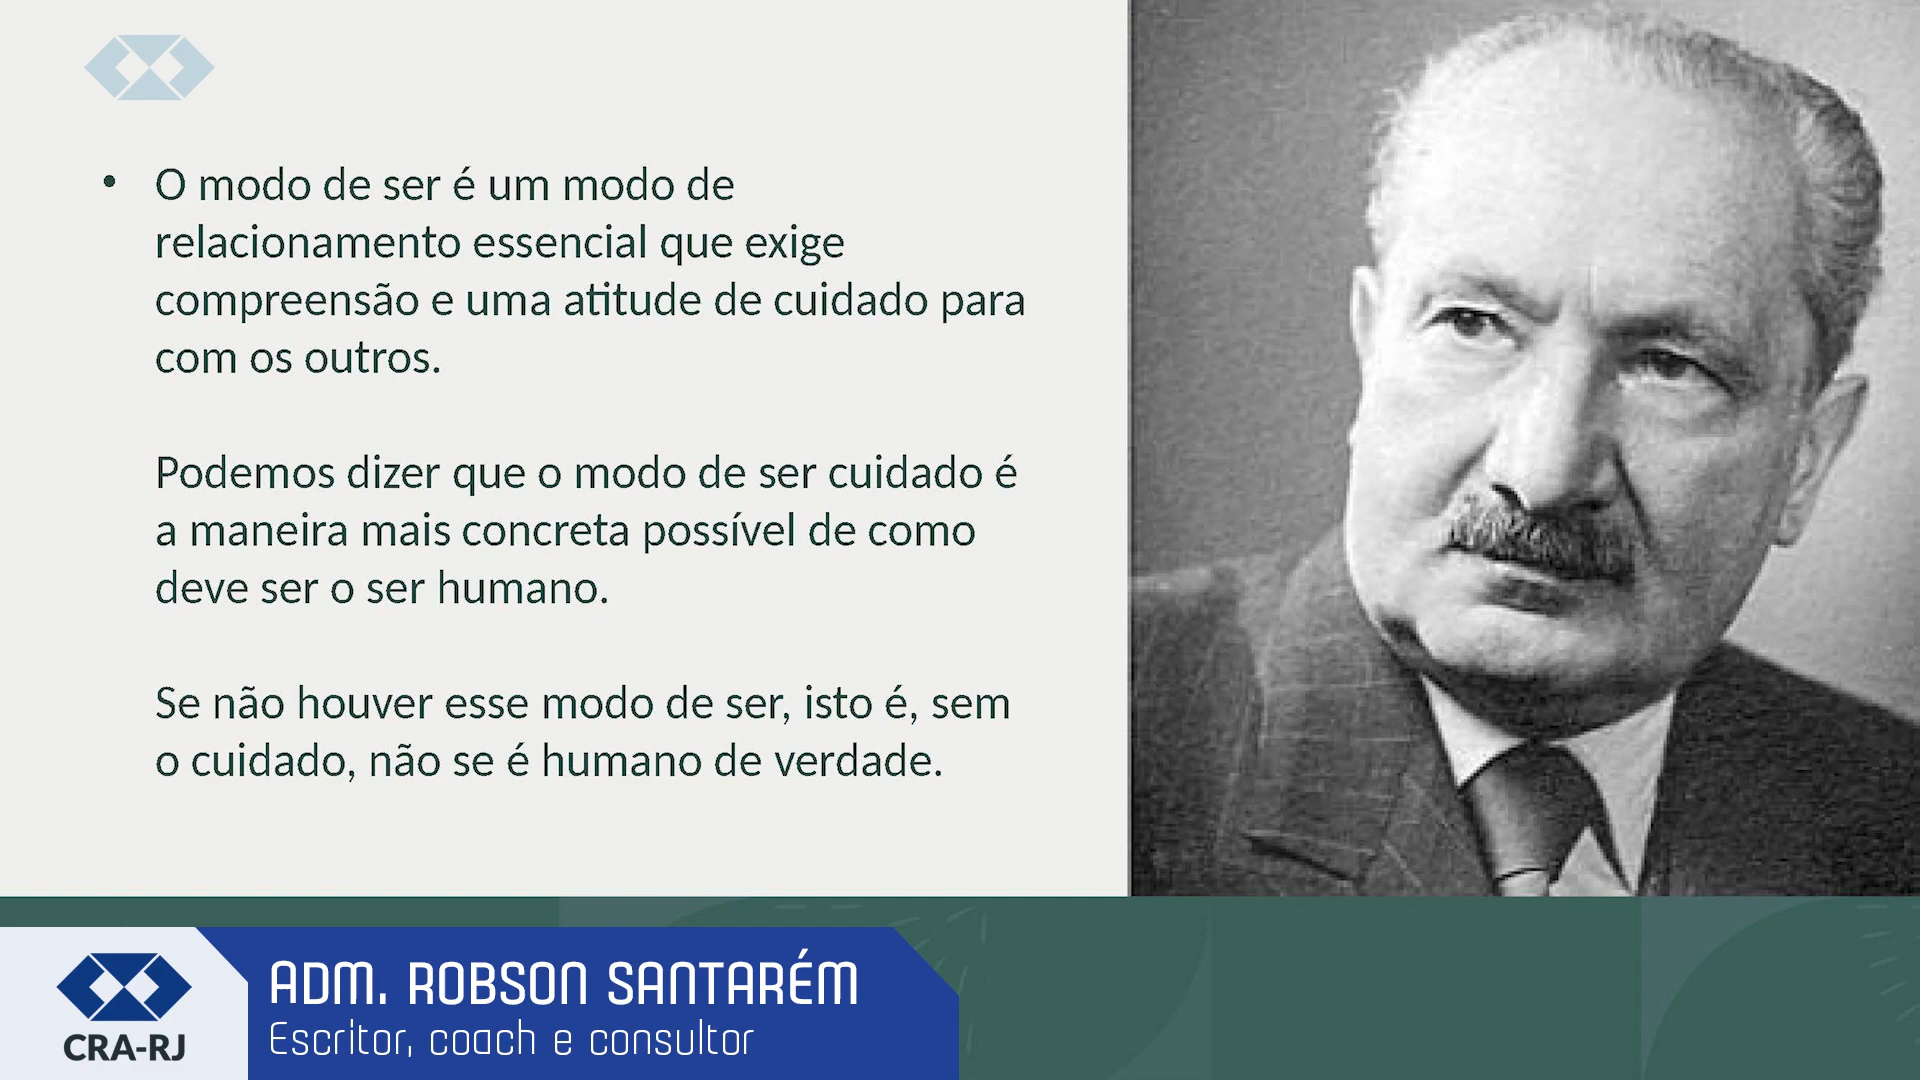 • O modo de ser é um modo de
relacionamento essencial que exige
compreensão e uma atitude de cuidado para
com os outros.
Podemos dizer que o modo de ser cuidado é
a maneira mais concreta possível de como
deve ser o ser humano.
Se não houver esse modo de ser, isto é, sem
o cuidado, não se é humano de verdade.
CRA-RJ
ADM. ROBSON SANTARÉM
Escritor, coach e consultor